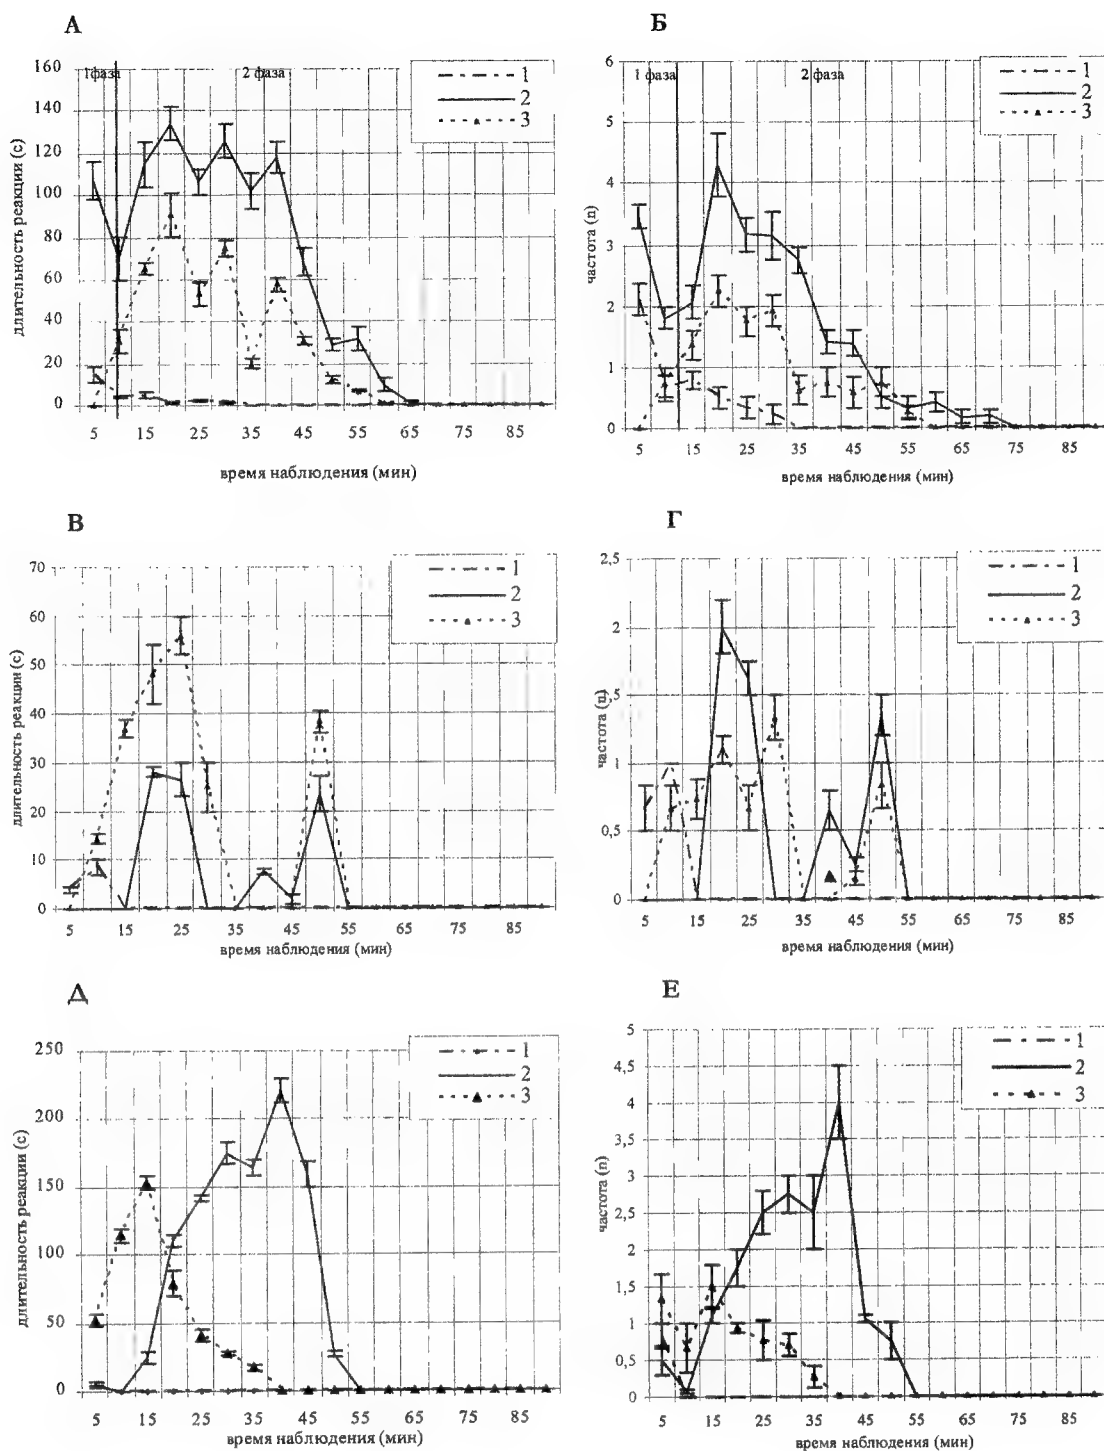 А
1 фаза
2 фаза
1
2
3
160
140
120
100
80
60
40
20
0
длительность реакции (с)
5 15 25 35 45 55 65 75 85
время наблюдения (мин)
Б
1 фаза
2 фаза
1
2
3
6
5
4
3
2
1
0
частота (n)
5 15 25 35 45 55 65 75 85
время наблюдения (мин)
В
1
2
3
70
60
50
40
30
20
10
0
длительность реакции (с)
5 15 25 35 45 55 65 75 85
время наблюдения (мин)
Г
1
2
3
2,5
2
1,5
1
0,5
0
частота (n)
5 15 25 35 45 55 65 75 85
время наблюдения (мин)
Д
1
2
3
250
200
150
100
50
0
длительность реакции (с)
5 15 25 35 45 55 65 75 85
время наблюдения (мин)
Е
1
2
3
5
4,5
4
3,5
3
2,5
2
1,5
1
0,5
0
частота (n)
5 15 25 35 45 55 65 75 85
время наблюдения (мин)